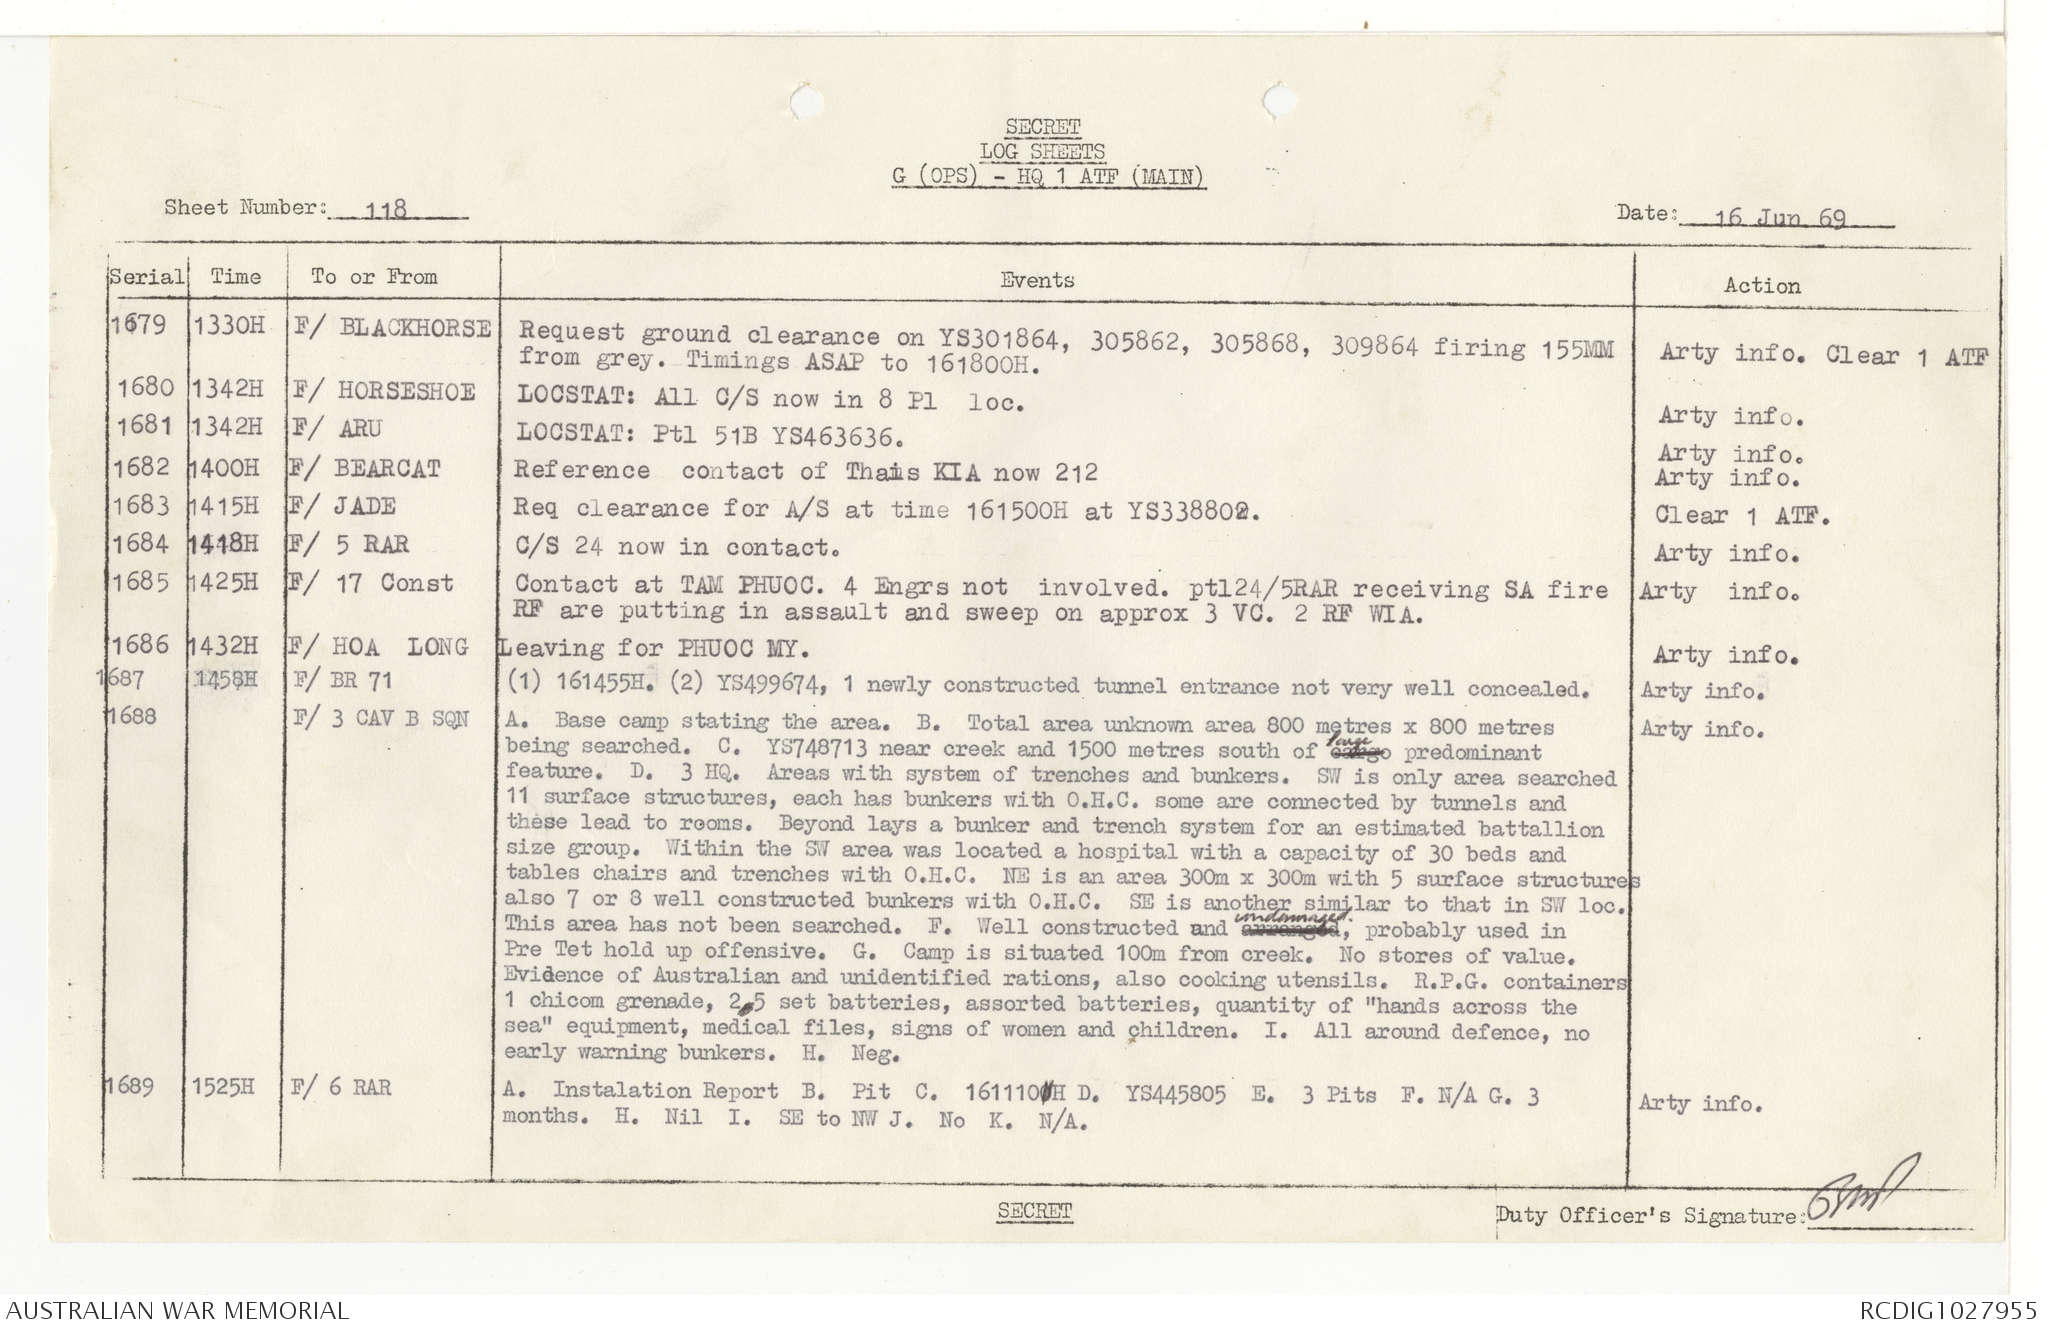 SECRET
LOG SHEETS
G (OPS) - HQ 1 ATF (MAIN)
Sheet Number: 118
Date: 16 Jun 69
Serial Time To or From Events Action
1679 1330H F/ BLACKHORSE Request ground clearance on YS301864, 305862, 305868, 309864 firing 155MM
from grey. Timings ASAP to 161800H. Arty info. Clear 1 ATF
1680 1342H F/ HORSESHOE LOCSTAT: All C/S now in 8 Pl loc. Arty info.
1681 1342H F/ ARU LOCSTAT: Ptl 51B YS463636. Arty info.
1682 1400H F/ BEARCAT Reference contact of Thais KIA now 212 Arty info.
1683 1415H F/ JADE Req clearance for A/S at time 161500H at YS338802. Clear 1 ATF.
1684 1418H F/ 5 RAR C/S 24 now in contact. Arty info.
1685 1425H F/ 17 Const Contact at TAM PHUOC. 4 Engrs not involved. ptl24/5RAR receiving SA fire Arty info.
RF are putting in assault and sweep on approx 3 VC. 2 RF WIA.
1686 1432H F/ HOA LONG Leaving for PHUOC MY. Arty info.
1687 1458H F/ BR 71 (1) 161455H. (2) YS499674, 1 newly constructed tunnel entrance not very well concealed. Arty info.
1688 F/ 3 CAV B SQN A. Base camp stating the area. B. Total area unknown area 800 metres x 800 metres Arty info.
being searched. C. YS748713 near creek and 1500 metres south of large predominant
feature. D. 3 HQ. Areas with system of trenches and bunkers. SW is only area searched
11 surface structures, each has bunkers with O.H.C. some are connected by tunnels and
these lead to rooms. Beyond lays a bunker and trench system for an estimated battallion
size group. Within the SW area was located a hospital with a capacity of 30 beds and
tables chairs and trenches with O.H.C. NE is an area 300m x 300m with 5 surface structures
also 7 or 8 well constructed bunkers with O.H.C. SE is another similar to that in SW loc.
This area has not been searched. F. Well constructed and undamaged, probably used in
Pre Tet hold up offensive. G. Camp is situated 100m from creek. No stores of value.
Evidence of Australian and unidentified rations, also cooking utensils. R.P.G. containers
1 chicom grenade, 2.5 set batteries, assorted batteries, quantity of "hands across the
sea" equipment, medical files, signs of women and children. I. All around defence, no
early warning bunkers. H. Neg.
1689 1525H F/ 6 RAR A. Instalation Report B. Pit C. 161110H D. YS445805 E. 3 Pits F. N/A G. 3 Arty info.
months. H. Nil I. SE to NW J. No K. N/A.
SECRET
Duty Officer's Signature:
AUSTRALIAN WAR MEMORIAL
RCDIG1027955